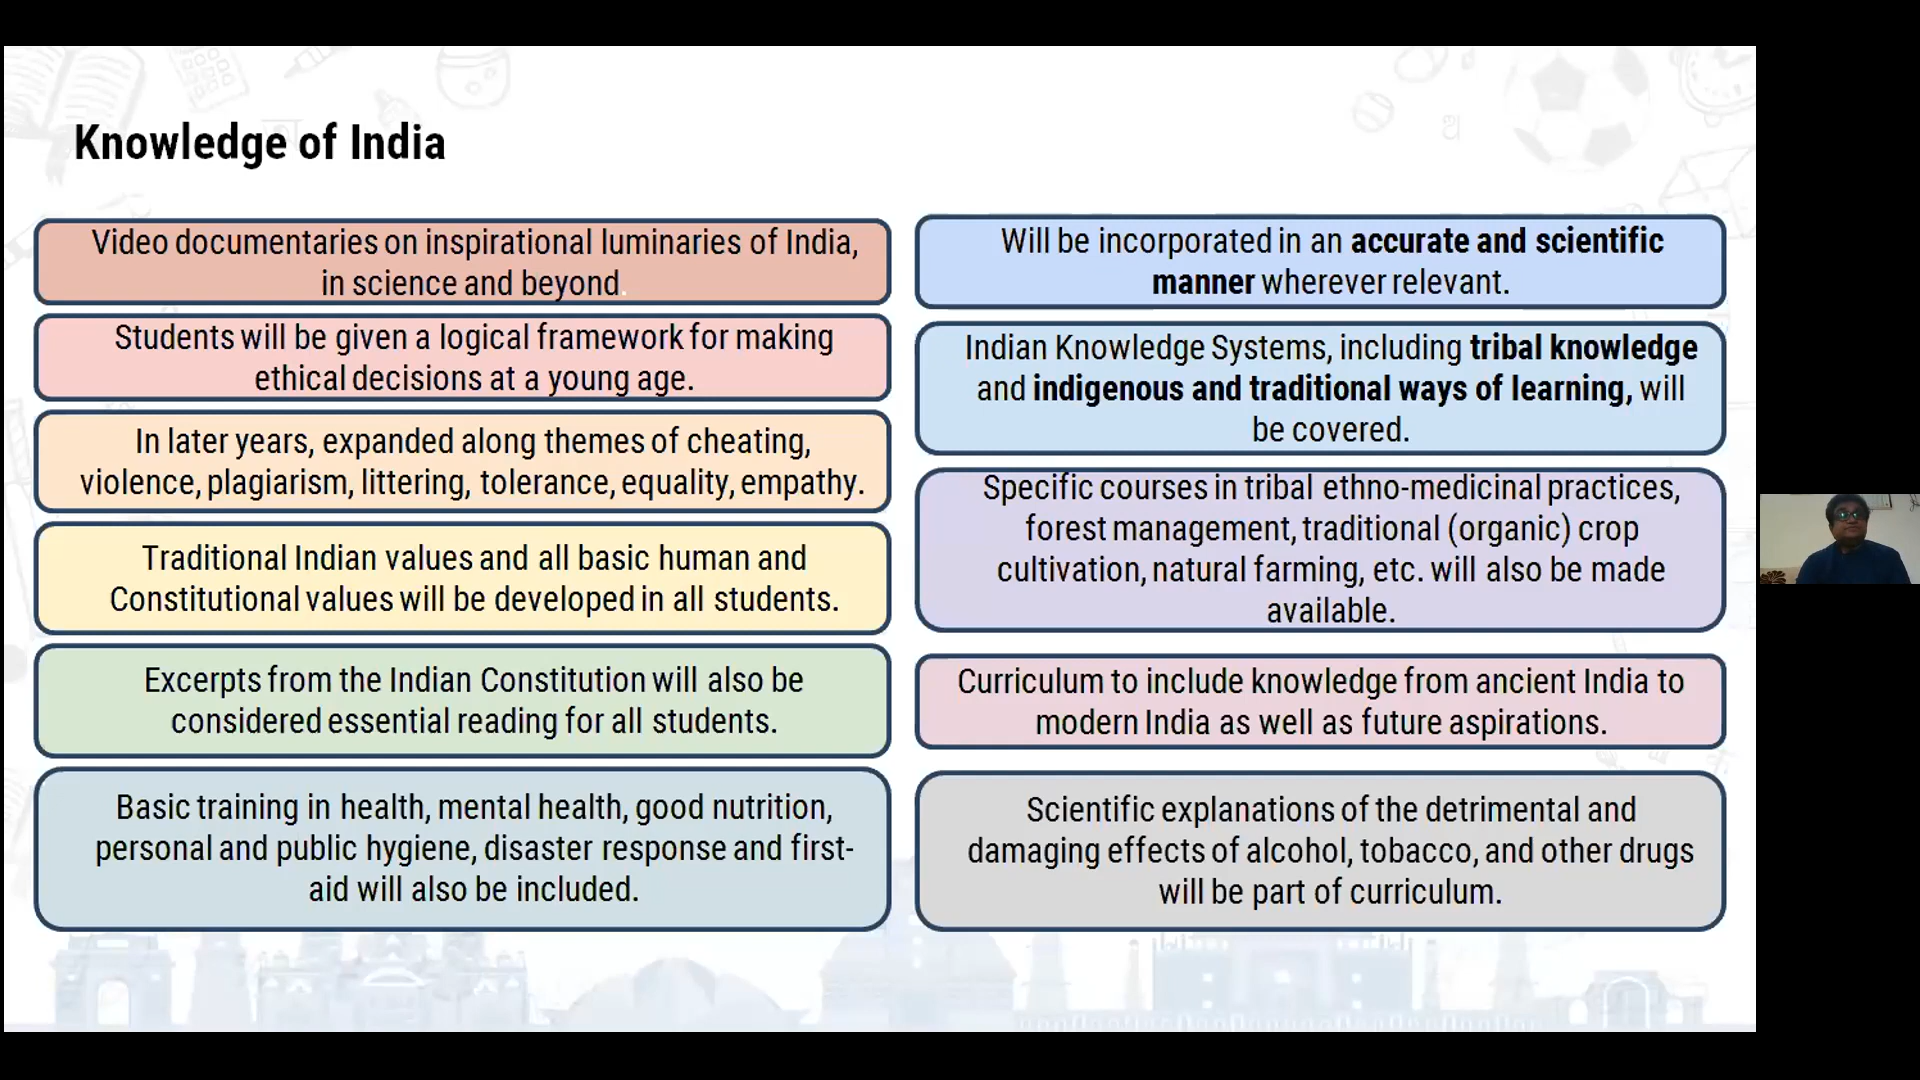 Knowledge of India
Video documentaries on inspirational luminaries of India,
in science and beyond.
Students will be given a logical framework for making
ethical decisions at a young age.
In later years, expanded along themes of cheating,
violence, plagiarism, littering, tolerance, equality, empathy.
Traditional Indian values and all basic human and
Constitutional values will be developed in all students.
Excerpts from the Indian Constitution will also be
considered essential reading for all students.
Basic training in health, mental health, good nutrition,
personal and public hygiene, disaster response and first-
aid will also be included.
Will be incorporated in an accurate and scientific
manner wherever relevant.
Indian Knowledge Systems, including tribal knowledge
and indigenous and traditional ways of learning, will
be covered.
Specific courses in tribal ethno-medicinal practices,
forest management, traditional (organic) crop
cultivation, natural farming, etc. will also be made
available.
Curriculum to include knowledge from ancient India to
modern India as well as future aspirations.
Scientific explanations of the detrimental and
damaging effects of alcohol, tobacco, and other drugs
will be part of curriculum.